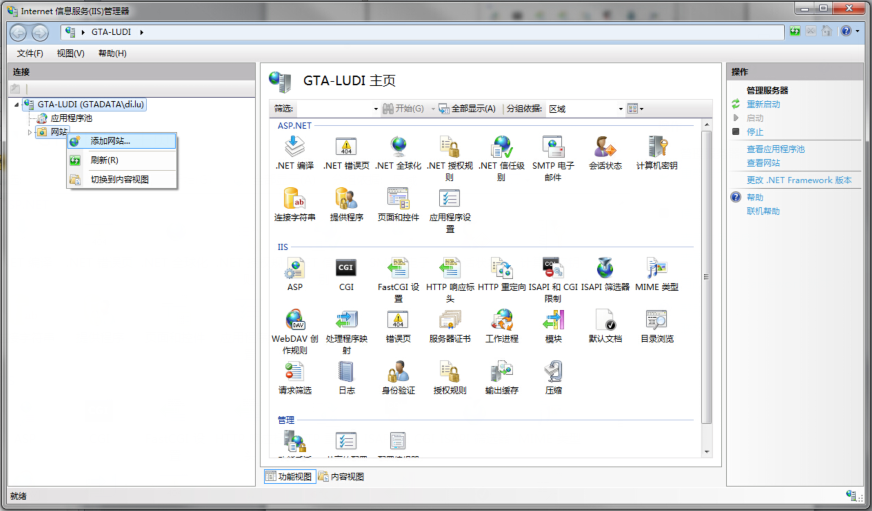 Internet 信息服务(IIS)管理器
GTA-LUDI
文件(F) 视图(V) 帮助(H)
连接
GTA-LUDI (GTADATA\di.lu)
应用程序池
网站
添加网站...
刷新(R)
切换到内容视图
GTA-LUDI 主页
筛选: 开始(G) 全部显示(A) 分组依据: 区域
ASP.NET
.NET 编译 .NET 错误页 .NET 全球化 .NET 授权规则 .NET 信任级别 SMTP 电子邮件 会话状态 计算机密钥
连接字符串 提供程序 页面和控件 应用程序设置
IIS
ASP CGI FastCGI 设置 HTTP 响应标头 HTTP 重定向 ISAPI 和 CGI 限制 ISAPI 筛选器 MIME 类型
WebDAV 创作规则 处理程序映射 错误页 服务器证书 工作进程 模块 默认文档 目录浏览
请求筛选 日志 身份验证 授权规则 输出缓存 压缩
管理
功能视图 内容视图
操作
管理服务器
重新启动
启动
停止
查看应用程序池
查看网站
更改 .NET Framework 版本
帮助
联机帮助
就绪